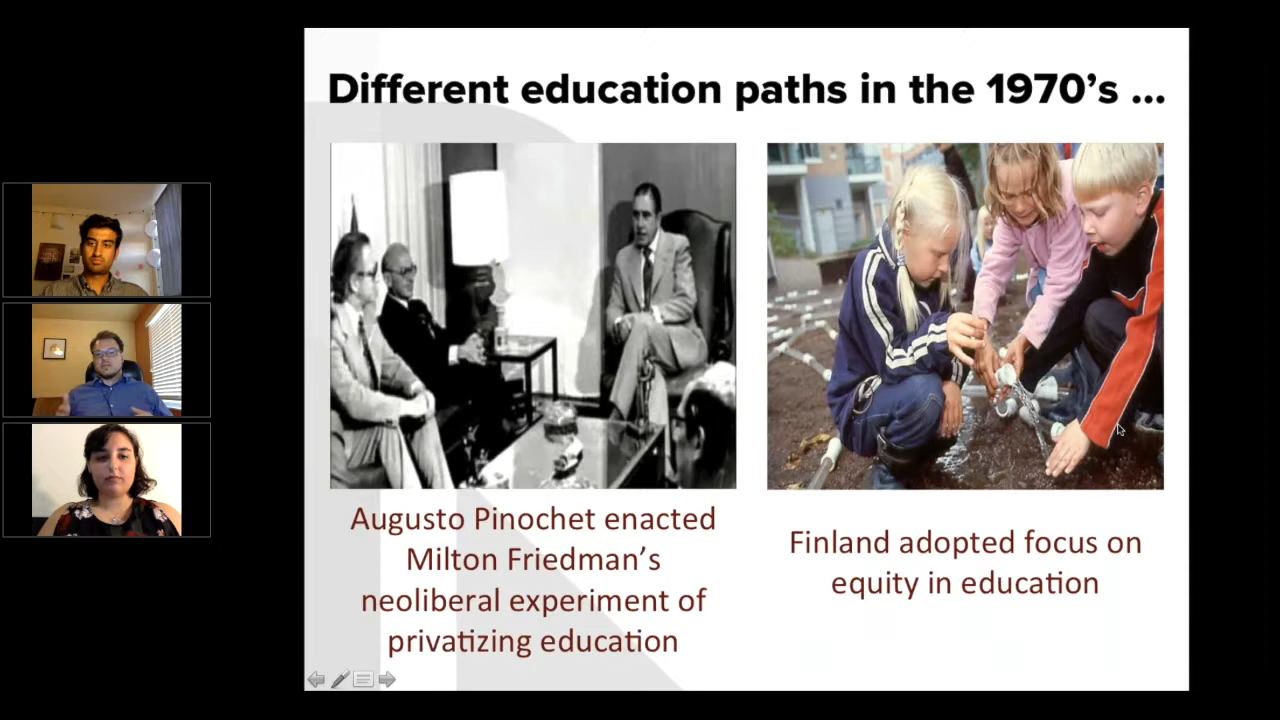 Different education paths in the 1970’s ...
Augusto Pinochet enacted
Milton Friedman’s
neoliberal experiment of
privatizing education
Finland adopted focus on
equity in education